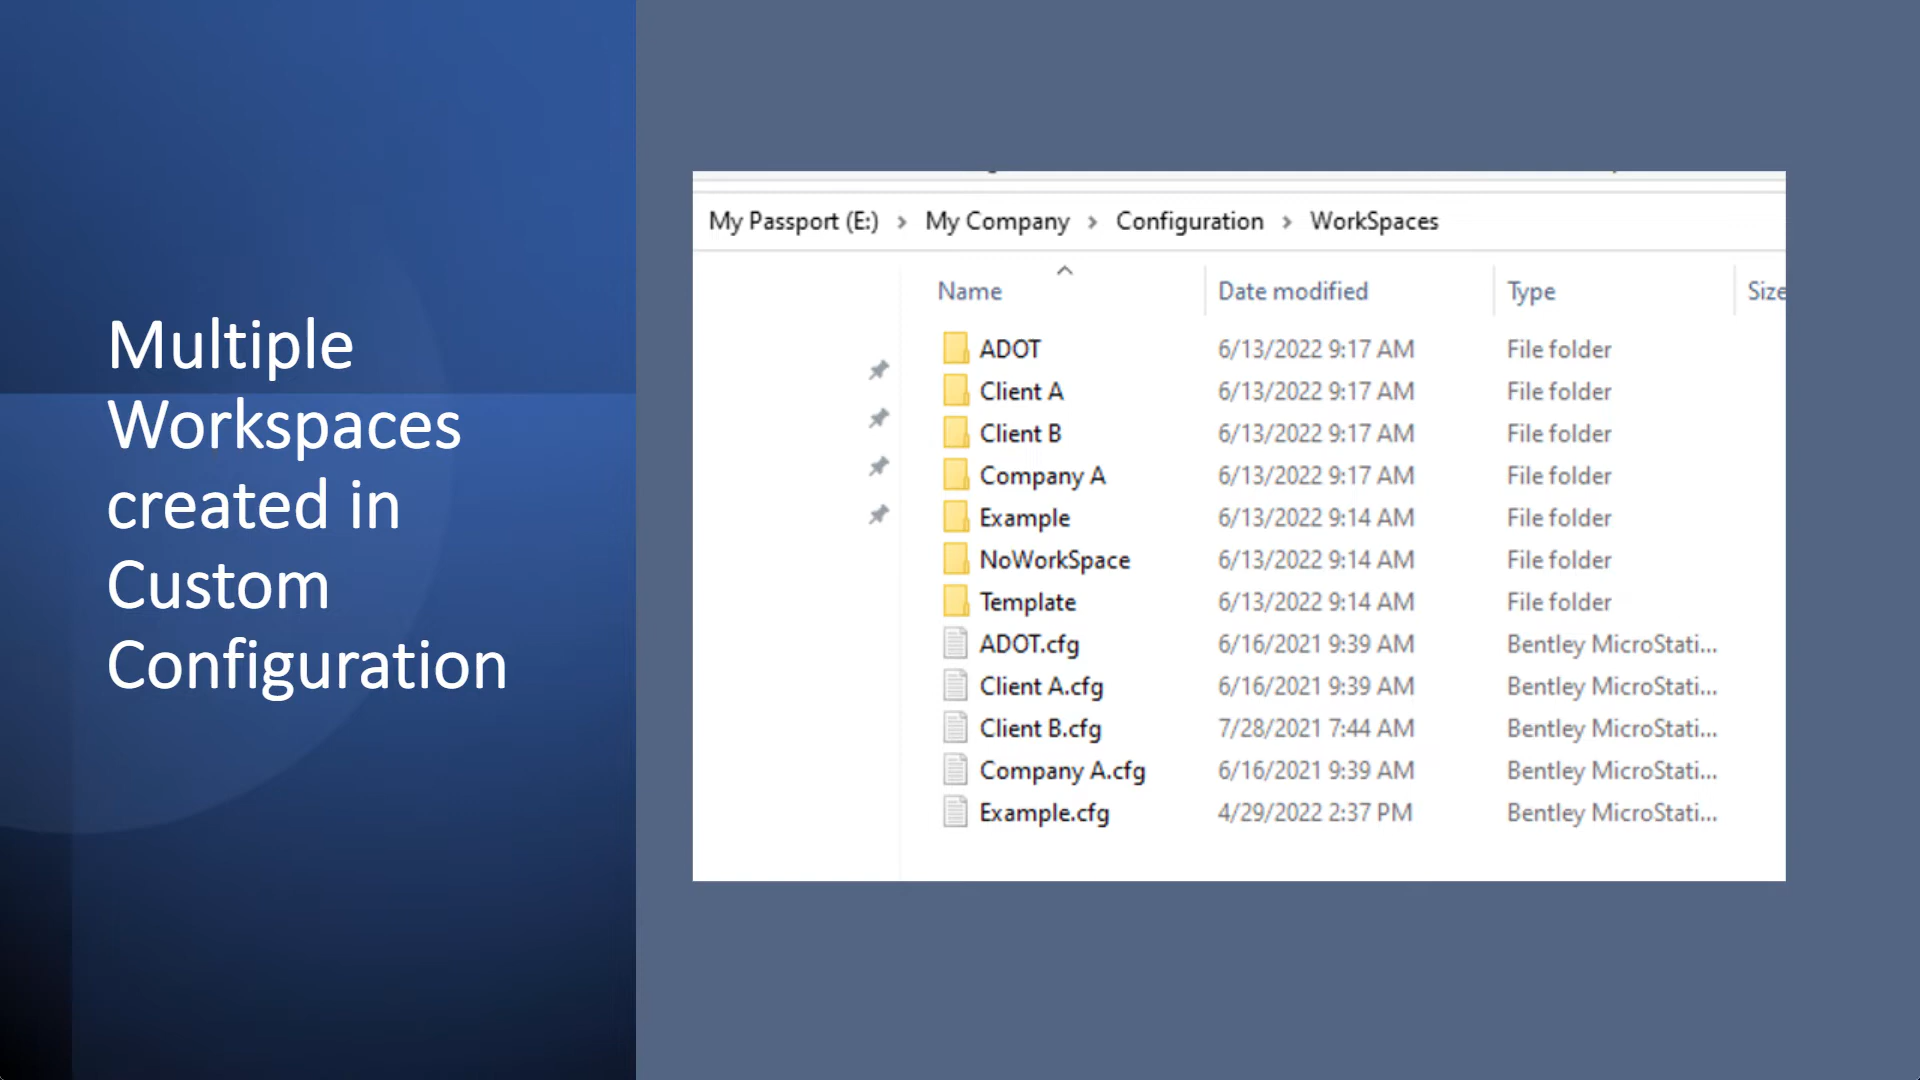 Multiple
Workspaces
created in
Custom
Configuration
My Passport (E:) > My Company > Configuration > WorkSpaces
Name Date modified Type Size
ADOT 6/13/2022 9:17 AM File folder
Client A 6/13/2022 9:17 AM File folder
Client B 6/13/2022 9:17 AM File folder
Company A 6/13/2022 9:17 AM File folder
Example 6/13/2022 9:14 AM File folder
NoWorkSpace 6/13/2022 9:14 AM File folder
Template 6/13/2022 9:14 AM File folder
ADOT.cfg 6/16/2021 9:39 AM Bentley MicroStati...
Client A.cfg 6/16/2021 9:39 AM Bentley MicroStati...
Client B.cfg 7/28/2021 7:44 AM Bentley MicroStati...
Company A.cfg 6/16/2021 9:39 AM Bentley MicroStati...
Example.cfg 4/29/2022 2:37 PM Bentley MicroStati...